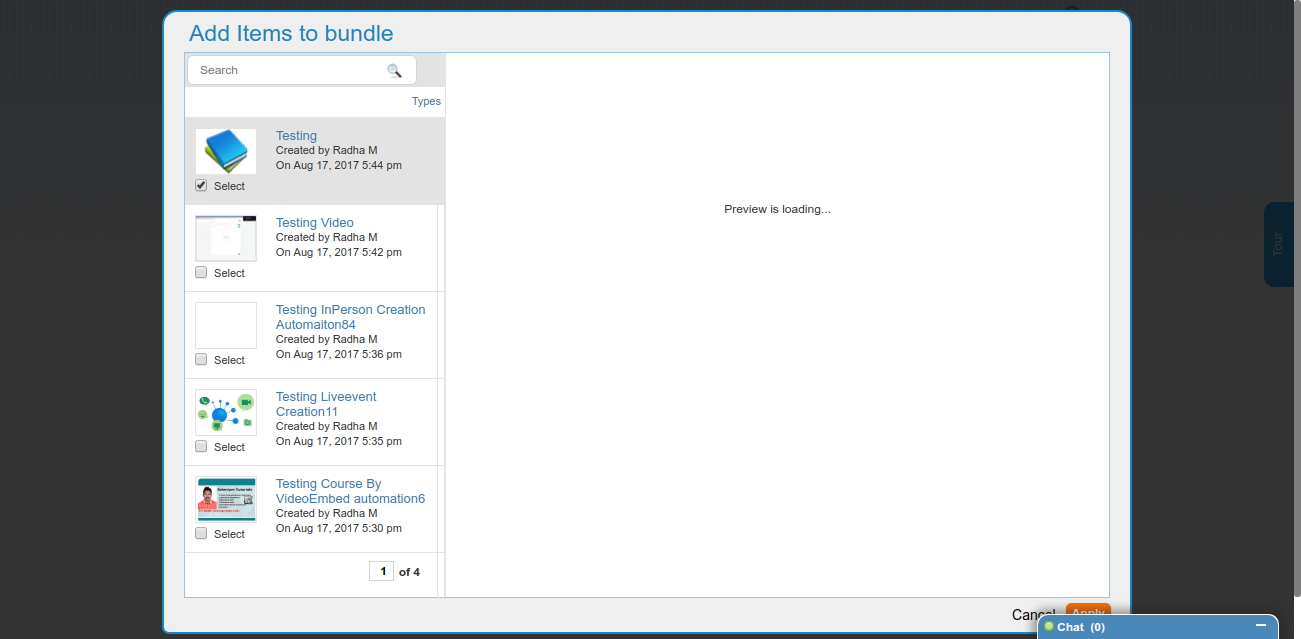 Add Items to bundle
Search
Types
Testing
Created by Radha M
On Aug 17, 2017 5:44 pm
Select
Testing Video
Created by Radha M
On Aug 17, 2017 5:42 pm
Select
Testing InPerson Creation
Automaiton84
Created by Radha M
On Aug 17, 2017 5:36 pm
Select
Testing Liveevent
Creation11
Created by Radha M
On Aug 17, 2017 5:35 pm
Select
Testing Course By
VideoEmbed automation6
Created by Radha M
On Aug 17, 2017 5:30 pm
Select
1 of 4
Preview is loading...
Tour
Cancel Apply
Chat (0)